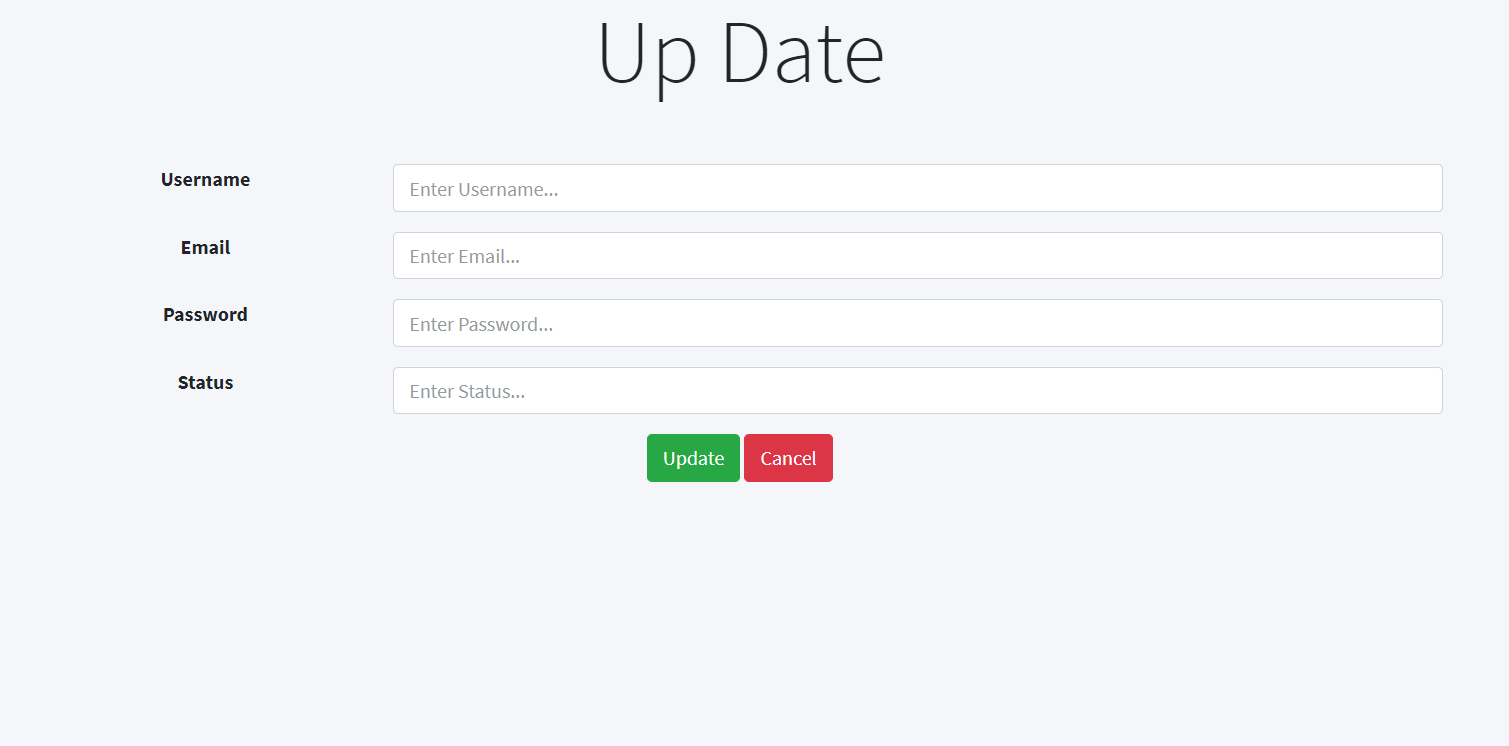 Up Date
Username
Enter Username...
Email
Enter Email...
Password
Enter Password...
Status
Enter Status...
Update Cancel